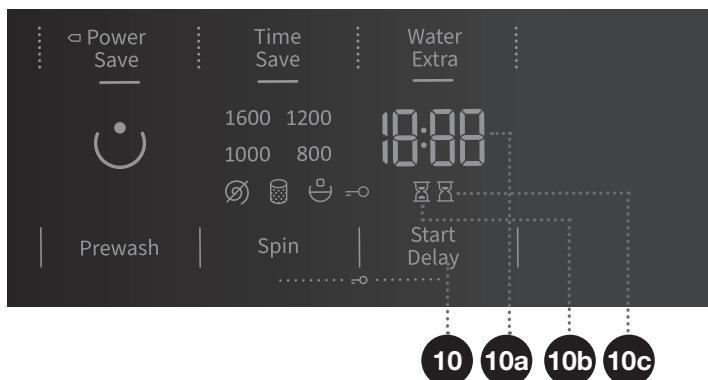 Power
Save
Time
Save
Water
Extra
1600 1200
1000 800
18:88
Prewash
Spin
Start
Delay
10 10a 10b 10c